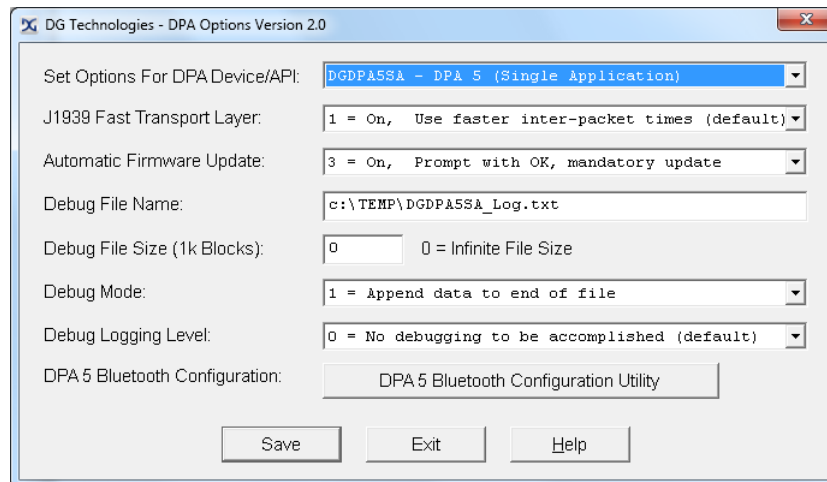 DG Technologies - DPA Options Version 2.0
Set Options For DPA Device/API: DGDPA5SA - DPA 5 (Single Application)
J1939 Fast Transport Layer: 1 = On, Use faster inter-packet times (default)
Automatic Firmware Update: 3 = On, Prompt with OK, mandatory update
Debug File Name: c:\TEMP\DGDPA5SA_Log.txt
Debug File Size (1k Blocks): 0 0 = Infinite File Size
Debug Mode: 1 = Append data to end of file
Debug Logging Level: 0 = No debugging to be accomplished (default)
DPA 5 Bluetooth Configuration: DPA 5 Bluetooth Configuration Utility
Save Exit Help